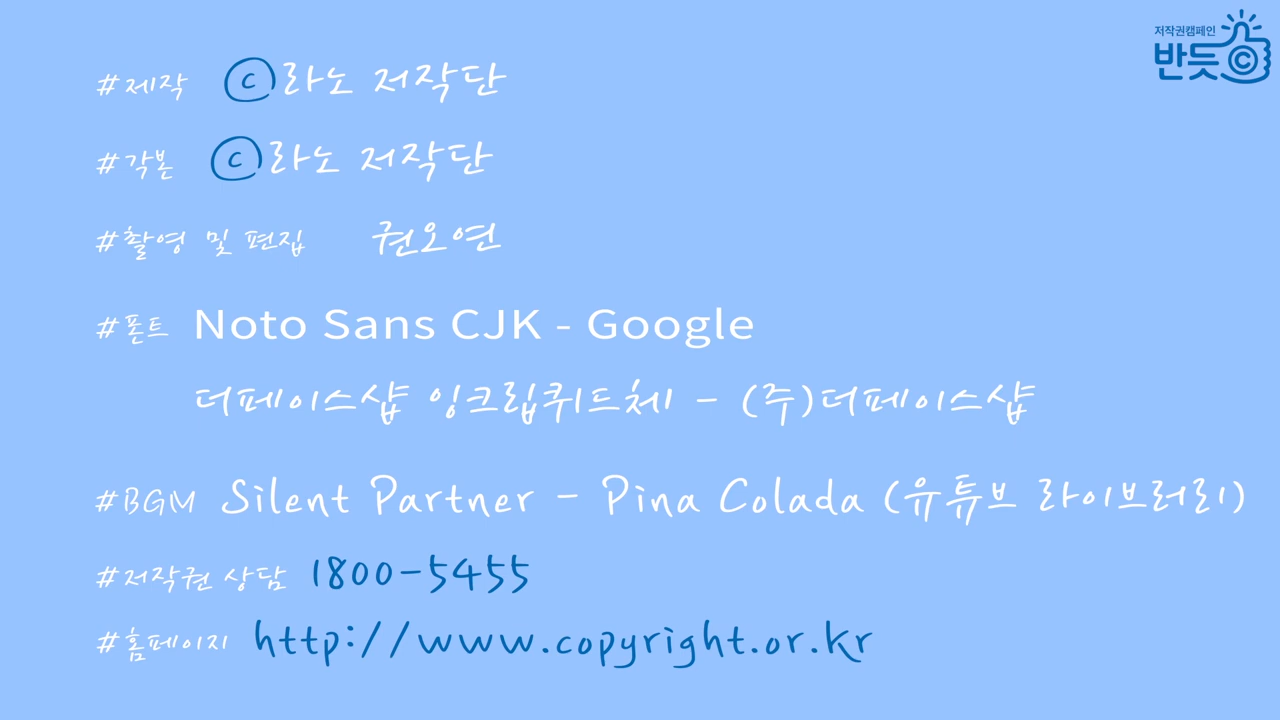 저작권캠페인
반듯ⓒ
#제작 ⓒ라노 저작단
#각본 ⓒ라노 저작단
#촬영 및 편집 권오연
#폰트 Noto Sans CJK - Google
더페이스샵 잉크립퀴드체 - (주)더페이스샵
#BGM Silent Partner - Pina Colada (유튜브 라이브러리)
#저작권 상담 1800-5455
#홈페이지 http://www.copyright.or.kr